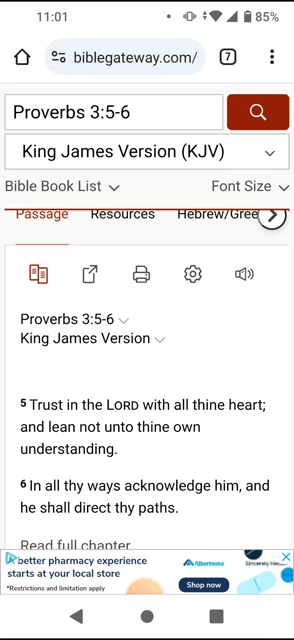 11:01
85%
biblegateway.com/
7
Proverbs 3:5-6
King James Version (KJV)
Bible Book List
Font Size
Passage Resources Hebrew/Gree
Proverbs 3:5-6
King James Version
5 Trust in the LORD with all thine heart;
and lean not unto thine own
understanding.
6 In all thy ways acknowledge him, and
he shall direct thy paths.
Read full chapter
A better pharmacy experience
starts at your local store
*Restrictions and limitation apply
Albertsons
Shop now
Sincerely Health